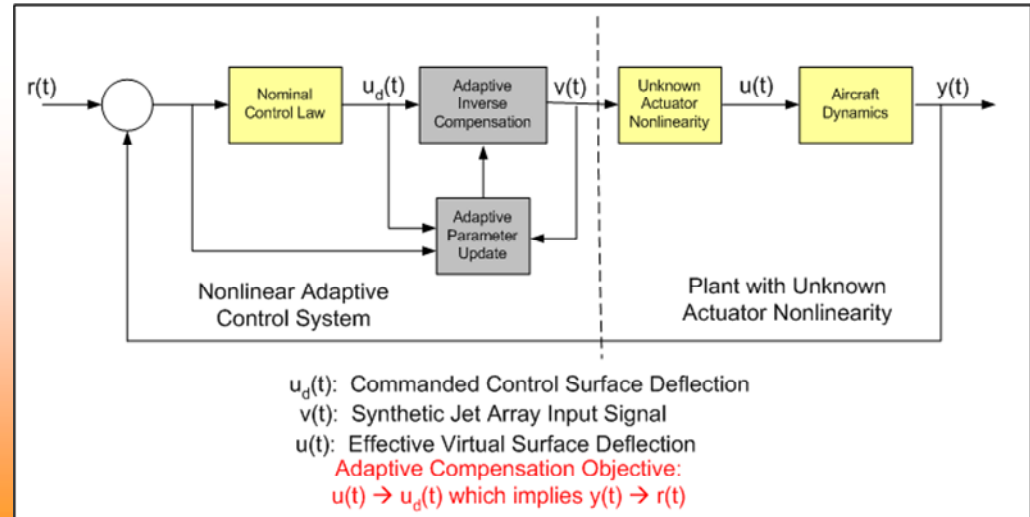 r(t)
Nominal
Control Law
u_d(t)
Adaptive
Inverse
Compensation
v(t)
Unknown
Actuator
Nonlinearity
u(t)
Aircraft
Dynamics
y(t)
Adaptive
Parameter
Update
Nonlinear Adaptive
Control System
Plant with Unknown
Actuator Nonlinearity
u_d(t): Commanded Control Surface Deflection
v(t): Synthetic Jet Array Input Signal
u(t): Effective Virtual Surface Deflection
Adaptive Compensation Objective:
u(t) → u_d(t) which implies y(t) → r(t)